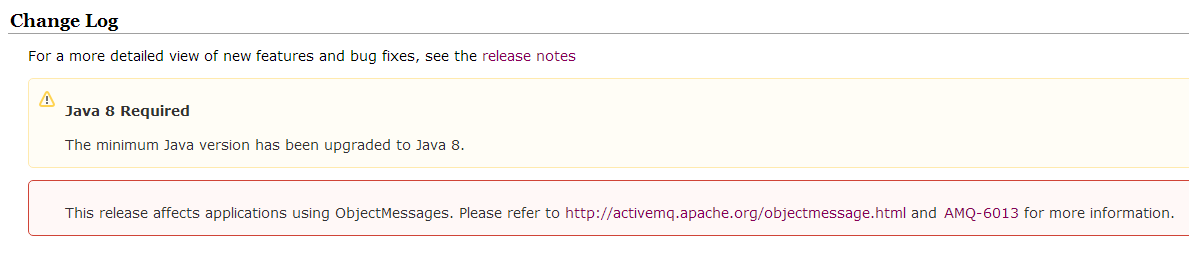 Change Log
For a more detailed view of new features and bug fixes, see the release notes
Java 8 Required
The minimum Java version has been upgraded to Java 8.
This release affects applications using ObjectMessages. Please refer to http://activemq.apache.org/objectmessage.html and AMQ-6013 for more information.